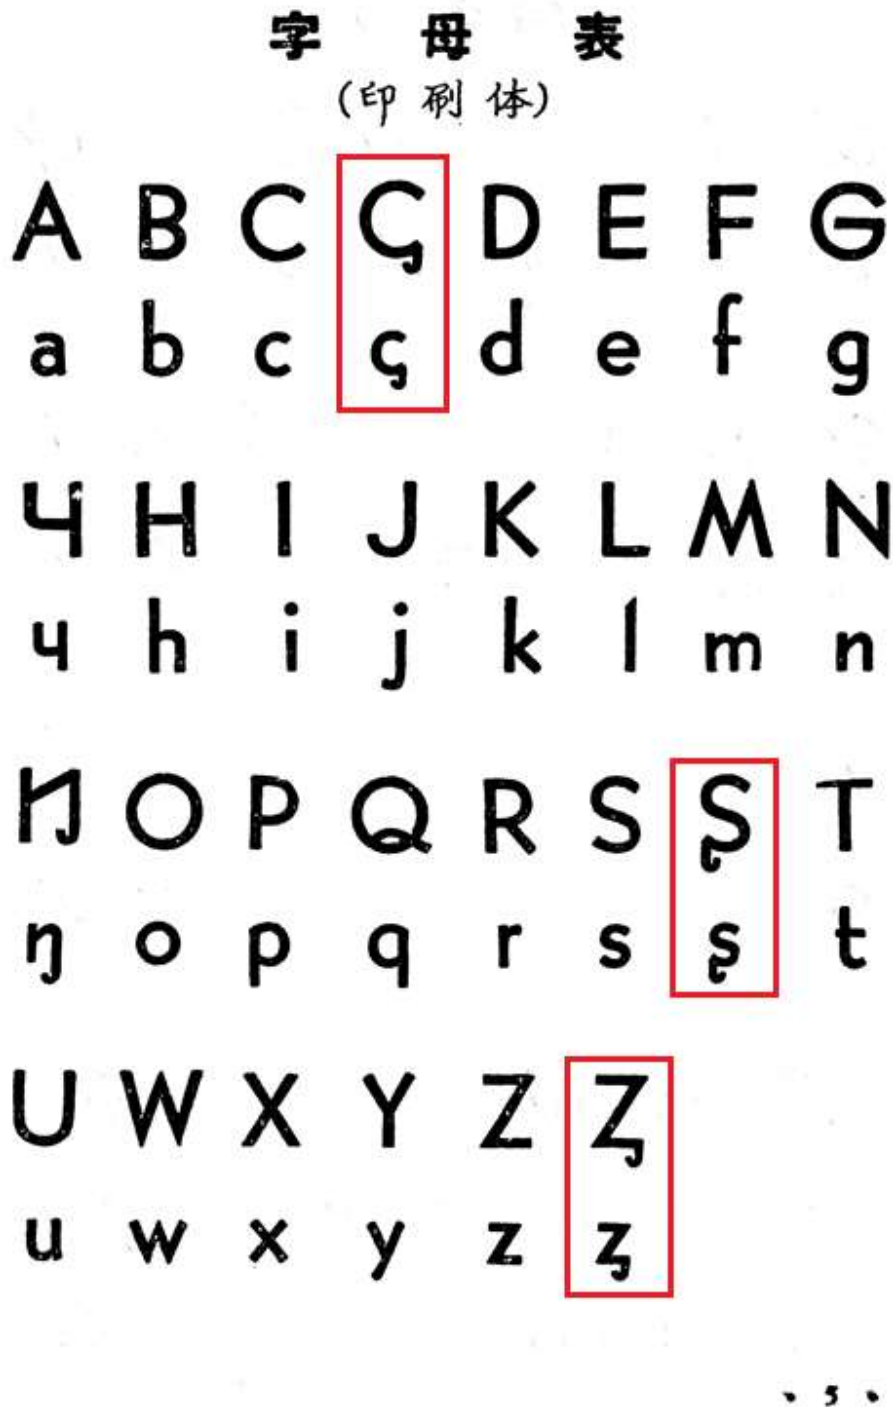 字 母 表
(印 刷 体)
A B C Ꞔ D E F G
a b c ꞔ d e f g
Ч H I J K L M N
ч h i j k l m n
Ŋ O P Q R S Ʂ T
ŋ o p q r s ʂ t
U W X Y Z Ᶎ
u w x y z ᶎ
· 5 ·